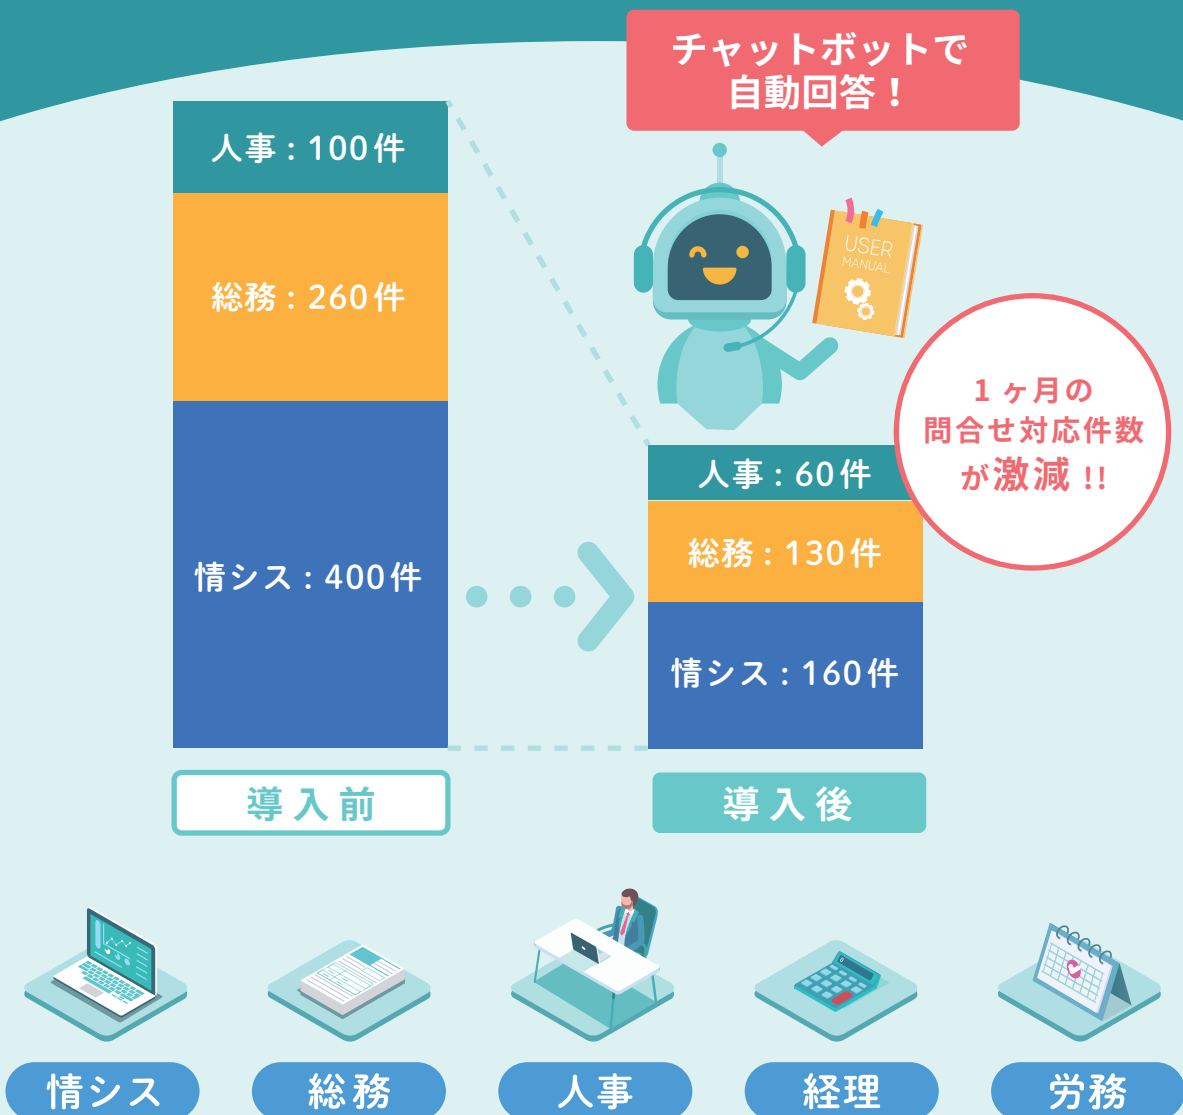 チャットボットで
自動回答！
人事：100件
総務：260件
情シス：400件
USER
MANUAL
1ヶ月の
問合せ対応件数
が激減 !!
人事：60件
総務：130件
情シス：160件
導入前
導入後
情シス
総務
人事
経理
労務